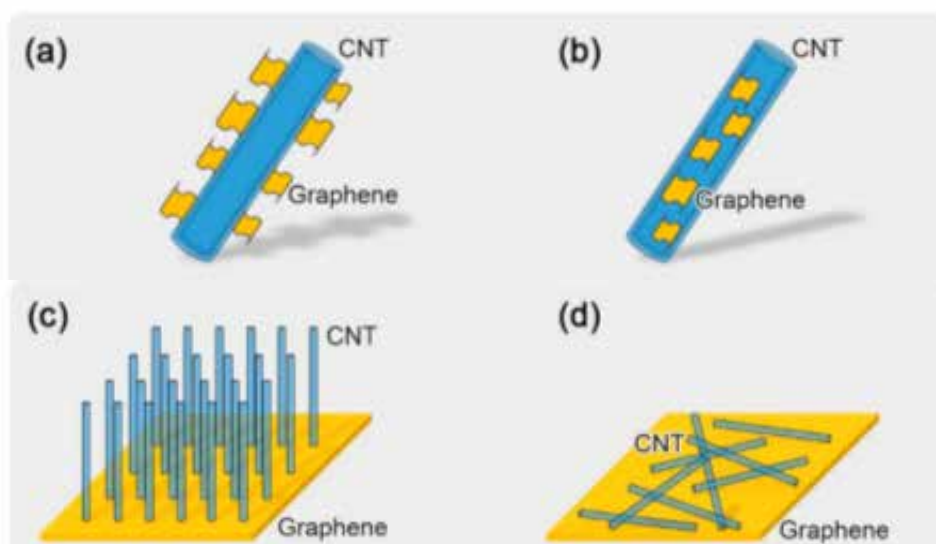 (a)
CNT
Graphene
(b)
CNT
Graphene
(c)
CNT
Graphene
(d)
CNT
Graphene